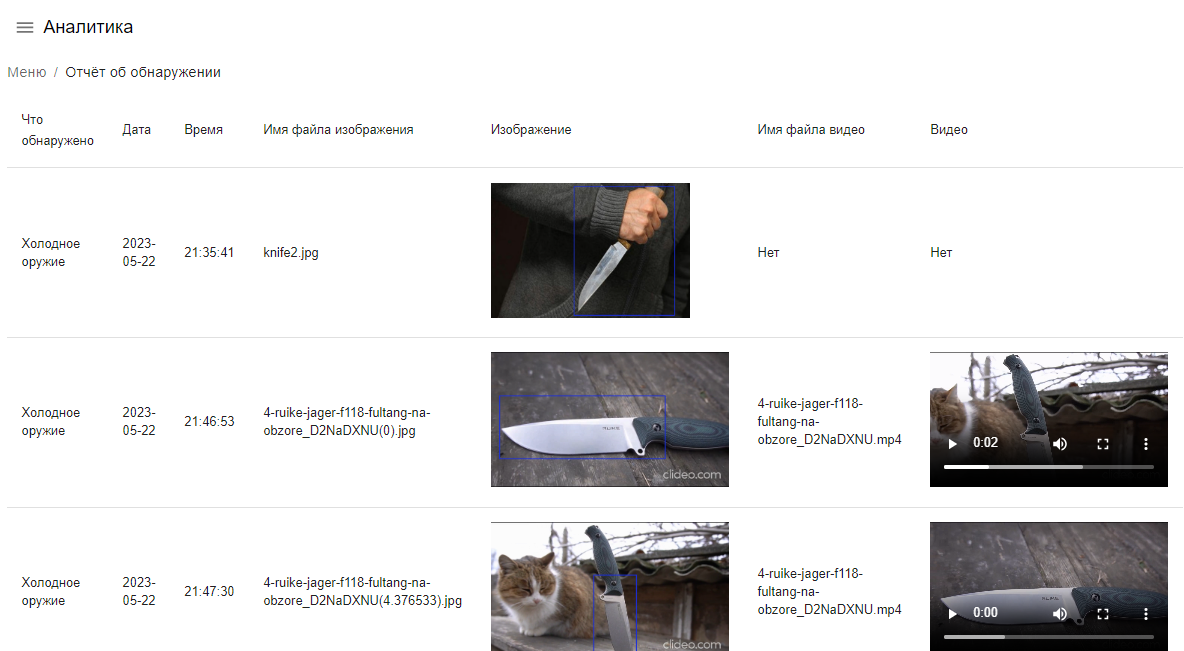 Аналитика
Меню / Отчёт об обнаружении
Что
обнаружено
Дата
Время
Имя файла изображения
Изображение
Имя файла видео
Видео
Холодное
оружие
2023-
05-22
21:35:41
knife2.jpg
Нет
Нет
Холодное
оружие
2023-
05-22
21:46:53
4-ruike-jager-f118-fultang-na-
obzore_D2NaDXNU(0).jpg
RUIKE
clideo.com
4-ruike-jager-f118-
fultang-na-
obzore_D2NaDXNU.mp4
0:02
Холодное
оружие
2023-
05-22
21:47:30
4-ruike-jager-f118-fultang-na-
obzore_D2NaDXNU(4.376533).jpg
clideo.com
4-ruike-jager-f118-
fultang-na-
obzore_D2NaDXNU.mp4
RUIKE
0:00